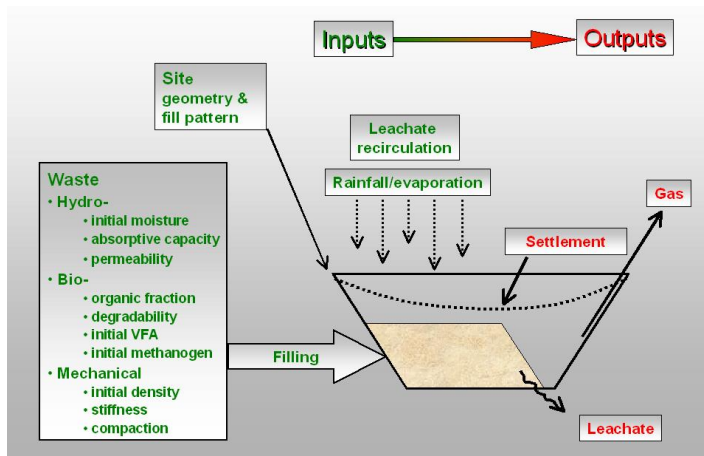 Inputs
Outputs
Site
geometry &
fill pattern
Leachate
recirculation
Rainfall/evaporation
Gas
Settlement
Waste
• Hydro-
• initial moisture
• absorptive capacity
• permeability
• Bio-
• organic fraction
• degradability
• initial VFA
• initial methanogen
• Mechanical
• initial density
• stiffness
• compaction
Filling
Leachate